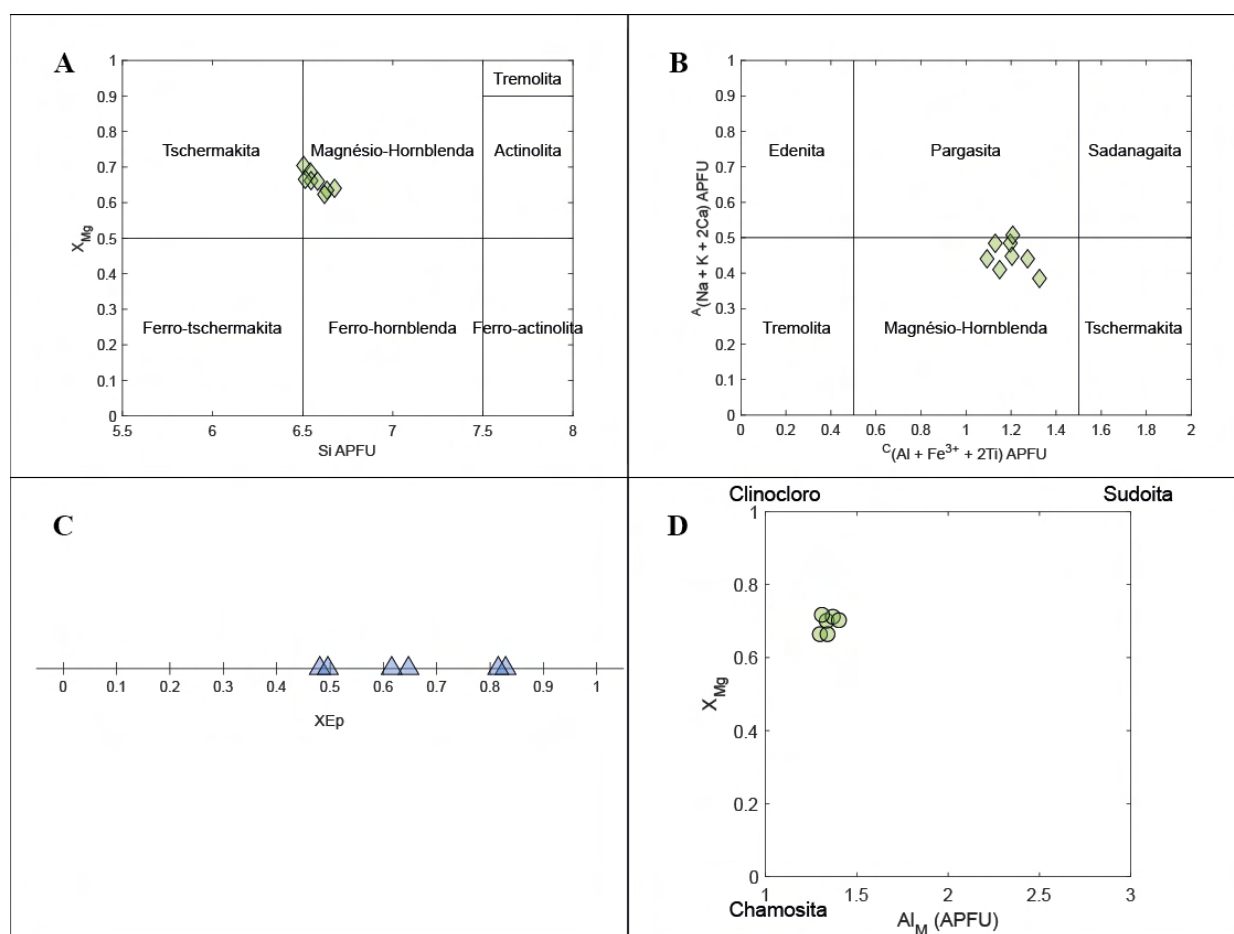 A
1
0.9
0.8
0.7
0.6
0.5
0.4
0.3
0.2
0.1
0
X_Mg
Tremolita
Tschermakita
Magnésio-Hornblenda
Actinolita
Ferro-tschermakita
Ferro-hornblenda
Ferro-actinolita
5.5 6 6.5 7 7.5 8
Si APFU
B
1
0.9
0.8
0.7
0.6
0.5
0.4
0.3
0.2
0.1
0
ᴬ(Na + K + 2Ca) APFU
Edenita
Pargasita
Sadanagaita
Tremolita
Magnésio-Hornblenda
Tschermakita
0 0.2 0.4 0.6 0.8 1 1.2 1.4 1.6 1.8 2
ᶜ(Al + Fe³⁺ + 2Ti) APFU
C
0 0.1 0.2 0.3 0.4 0.5 0.6 0.7 0.8 0.9 1
XEp
Clinocloro Sudoita
D
1
0.8
0.6
0.4
0.2
0
X_Mg
1 1.5 2 2.5 3
Chamosita
Al_M (APFU)